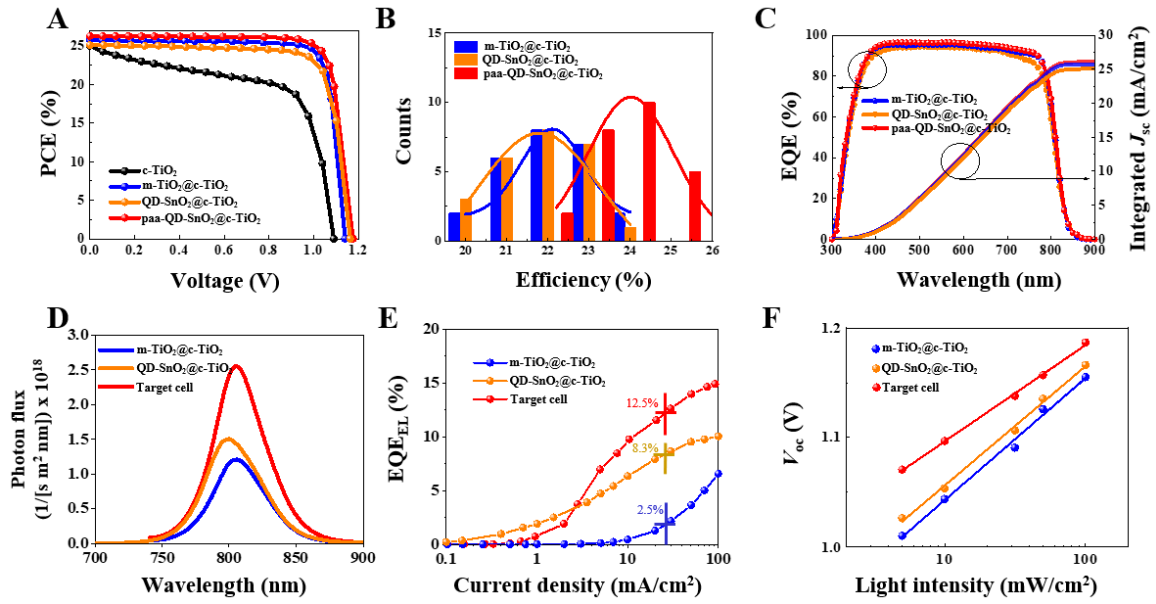 A
PCE (%)
25
20
15
10
5
0
c-TiO2
m-TiO2@c-TiO2
QD-SnO2@c-TiO2
paa-QD-SnO2@c-TiO2
0.0 0.2 0.4 0.6 0.8 1.0 1.2
Voltage (V)
B
Counts
15
10
5
0
m-TiO2@c-TiO2
QD-SnO2@c-TiO2
paa-QD-SnO2@c-TiO2
20 21 22 23 24 25 26
Efficiency (%)
C
EQE (%)
100
80
60
40
20
0
m-TiO2@c-TiO2
QD-SnO2@c-TiO2
paa-QD-SnO2@c-TiO2
30
25
20
15
10
5
0
Integrated Jsc (mA/cm2)
300 400 500 600 700 800 900
Wavelength (nm)
D
Photon flux
(1/[s m2 nm]) x 1018
3.0
2.5
2.0
1.5
1.0
0.5
0.0
m-TiO2@c-TiO2
QD-SnO2@c-TiO2
Target cell
700 800 900
Wavelength (nm)
E
EQEEL (%)
20
15
10
5
0
m-TiO2@c-TiO2
QD-SnO2@c-TiO2
Target cell
12.5%
8.3%
2.5%
0.1 1 10 100
Current density (mA/cm2)
F
Voc (V)
1.2
1.1
1.0
m-TiO2@c-TiO2
QD-SnO2@c-TiO2
Target cell
10 100
Light intensity (mW/cm2)